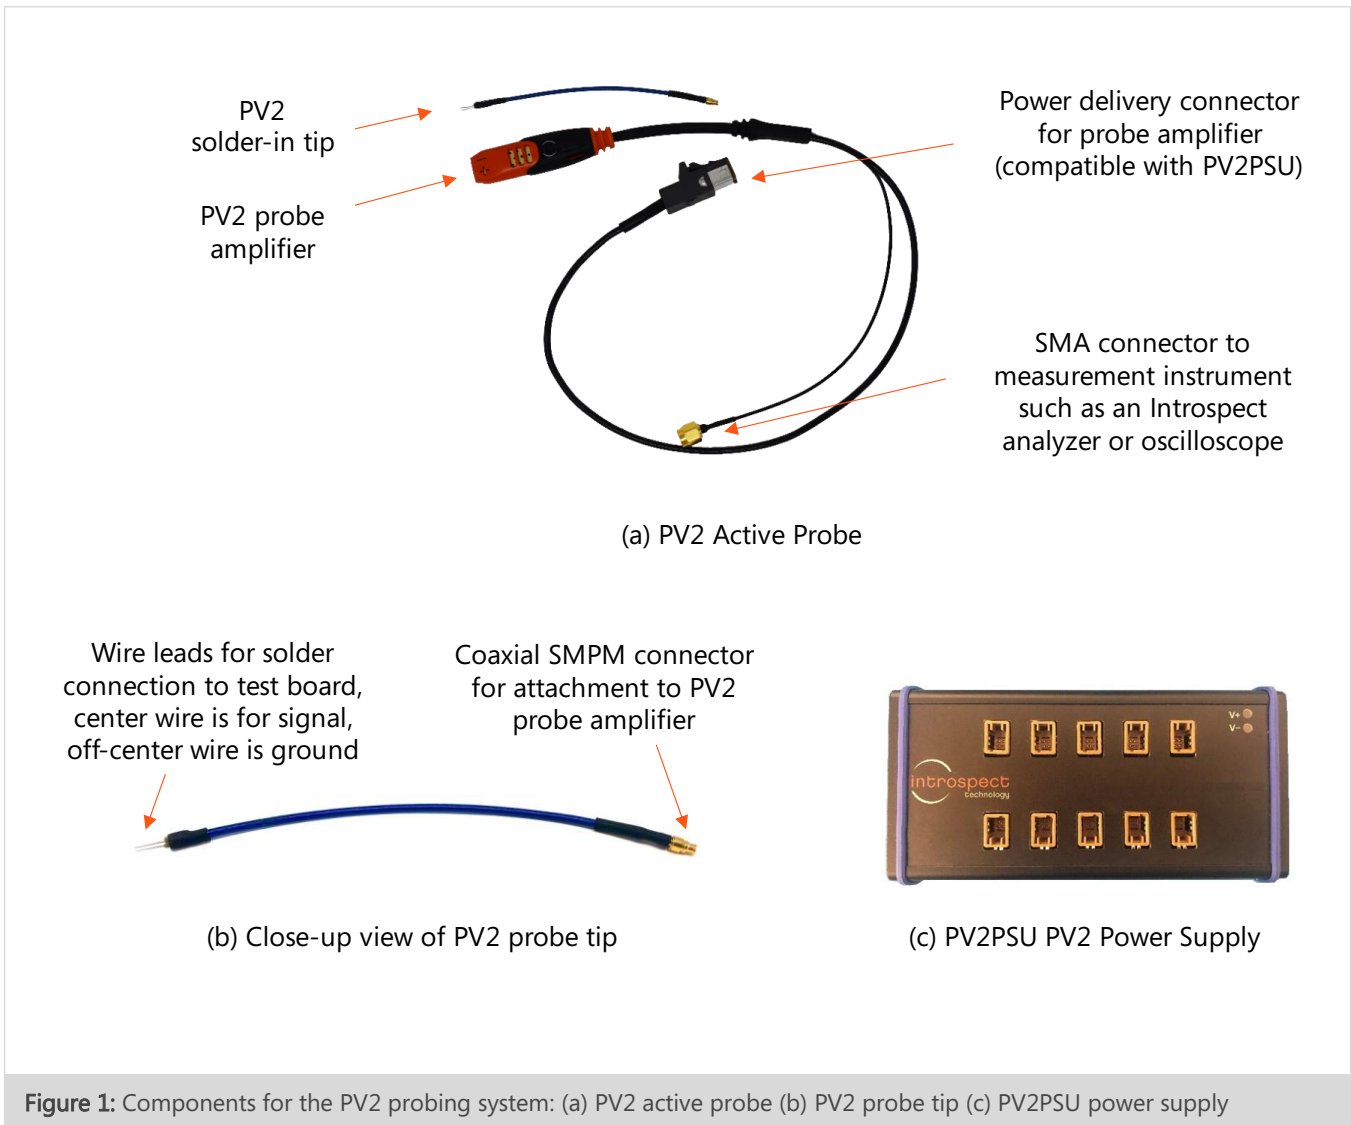 PV2
solder-in tip
Power delivery connector
for probe amplifier
(compatible with PV2PSU)
PV2 probe
amplifier
SMA connector to
measurement instrument
such as an Introspect
analyzer or oscilloscope
(a) PV2 Active Probe
Wire leads for solder
connection to test board,
center wire is for signal,
off-center wire is ground
Coaxial SMPM connector
for attachment to PV2
probe amplifier
V+
V−
introspect
technology
(b) Close-up view of PV2 probe tip
(c) PV2PSU PV2 Power Supply
Figure 1: Components for the PV2 probing system: (a) PV2 active probe (b) PV2 probe tip (c) PV2PSU power supply